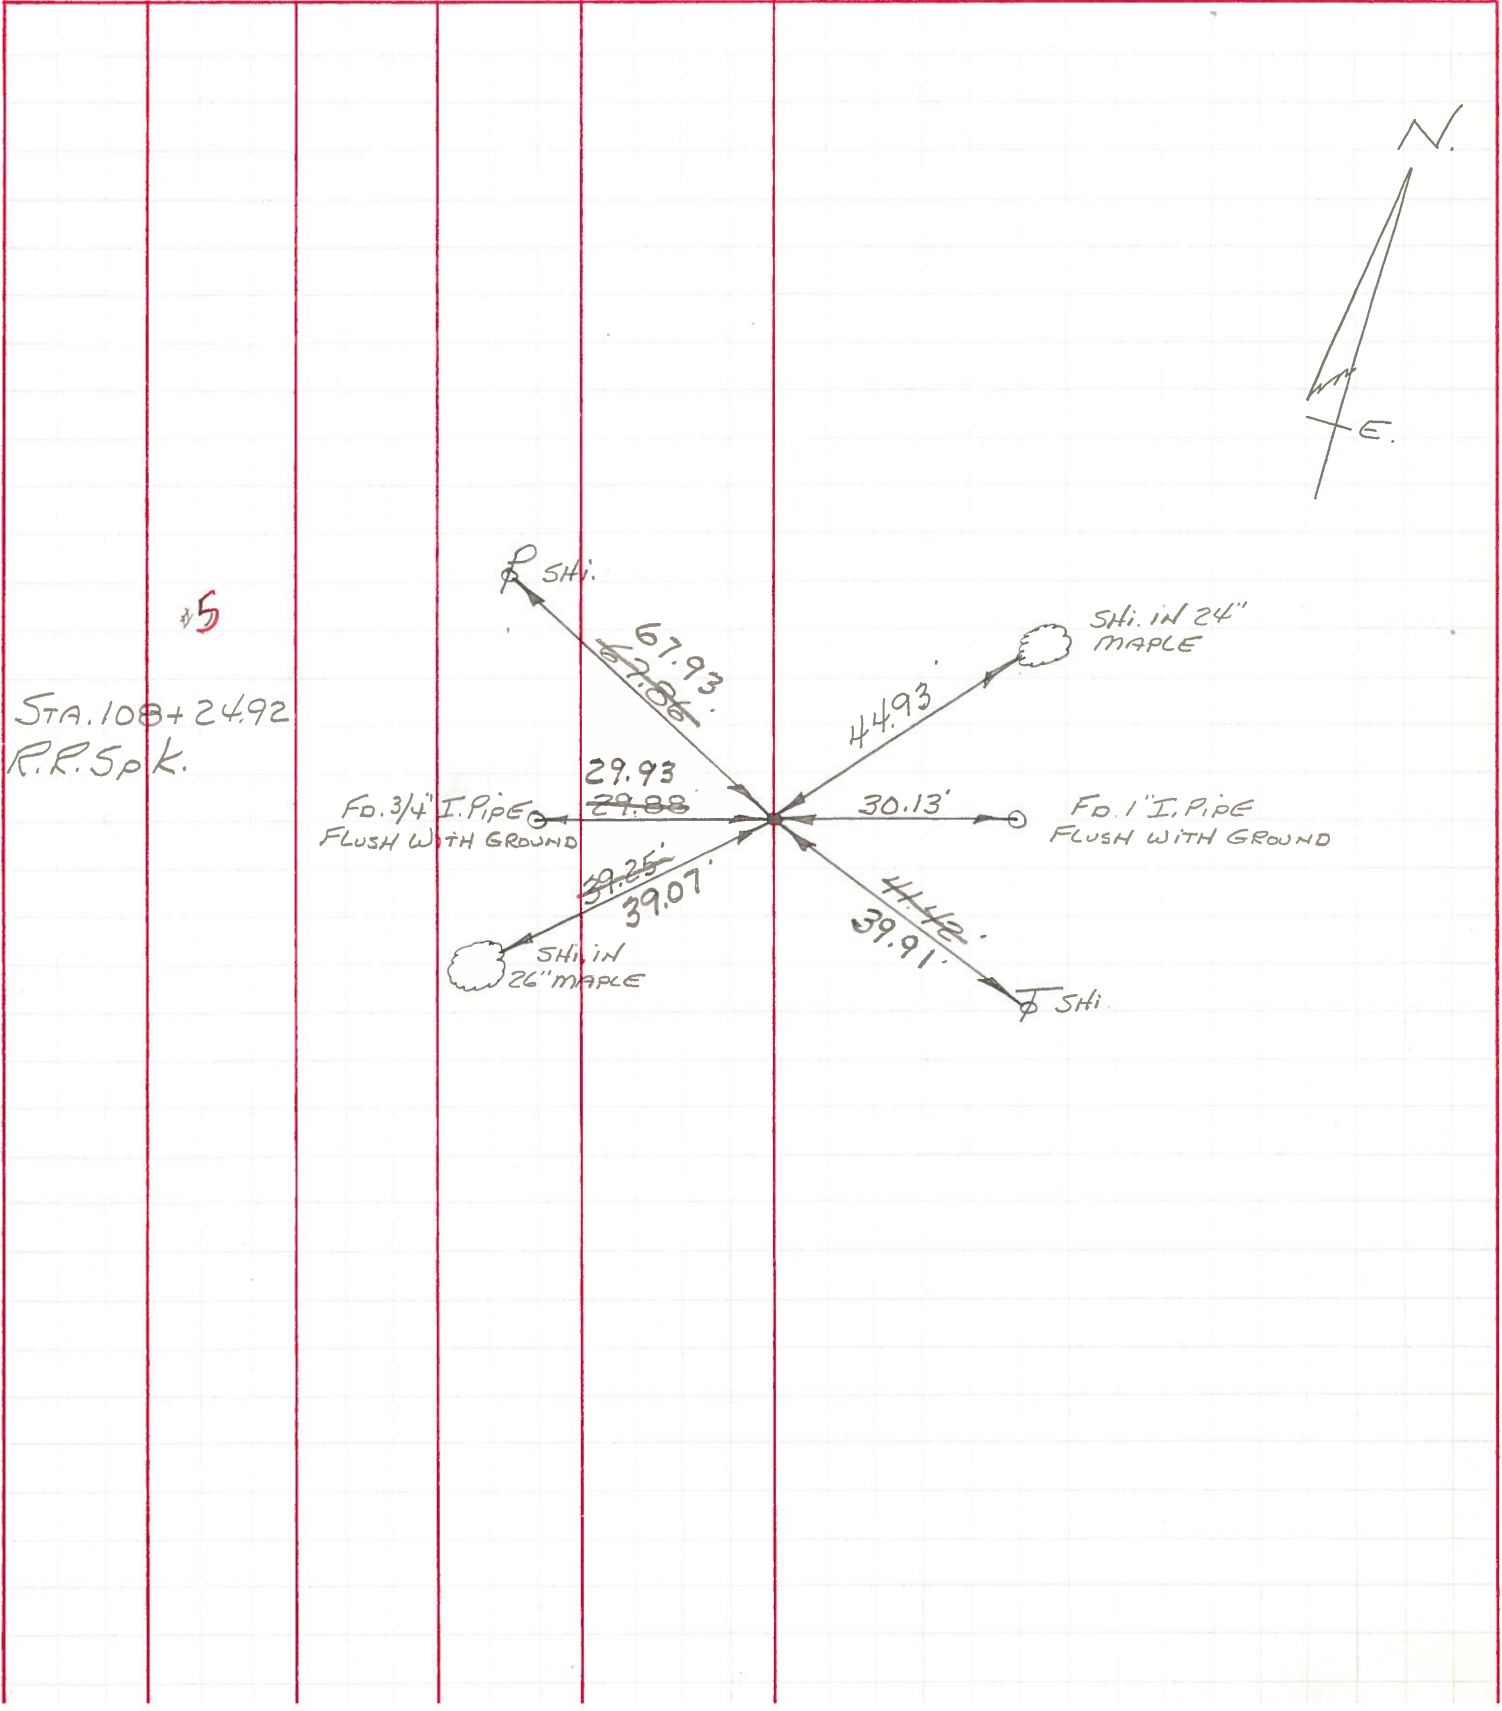 N.
E.
SHi.
SHi. iN 24"
MAPLE
5
67.93'
67.86
44.93'
STA. 108+24.92
R.R. Spk.
29.93
29.88
30.13'
FD. 3/4" I. PiPE
FLUSH WiTH GROUND
FD. 1" I. PiPE
FLUSH WiTH GROUND
39.25'
39.07'
41.42'
39.91'
SHi. iN
26" MAPLE
SHi.